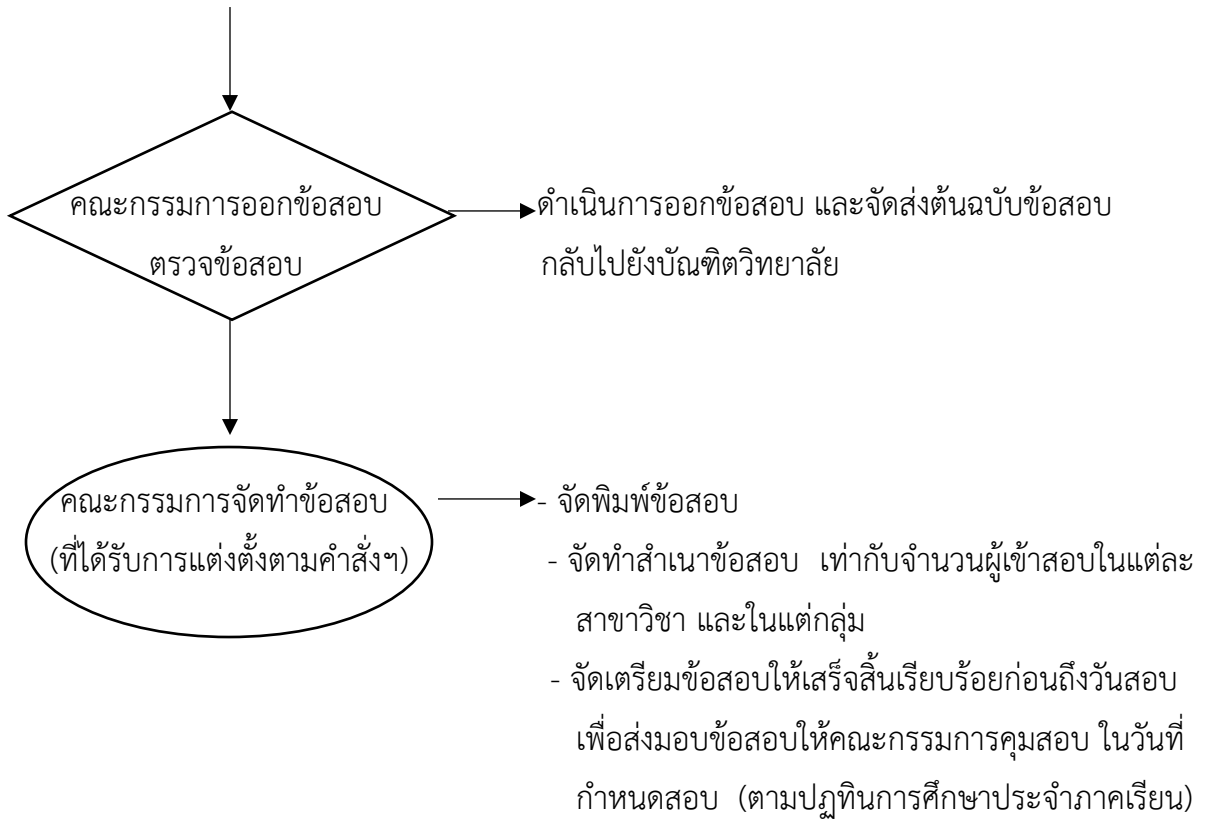 คณะกรรมการออกข้อสอบ
ตรวจข้อสอบ
ดำเนินการออกข้อสอบ และจัดส่งต้นฉบับข้อสอบ
กลับไปยังบัณฑิตวิทยาลัย
คณะกรรมการจัดทำข้อสอบ
(ที่ได้รับการแต่งตั้งตามคำสั่งฯ)
- จัดพิมพ์ข้อสอบ
- จัดทำสำเนาข้อสอบ เท่ากับจำนวนผู้เข้าสอบในแต่ละ
สาขาวิชา และในแต่กลุ่ม
- จัดเตรียมข้อสอบให้เสร็จสิ้นเรียบร้อยก่อนถึงวันสอบ
เพื่อส่งมอบข้อสอบให้คณะกรรมการคุมสอบ ในวันที่
กำหนดสอบ (ตามปฏทินการศึกษาประจำภาคเรียน)